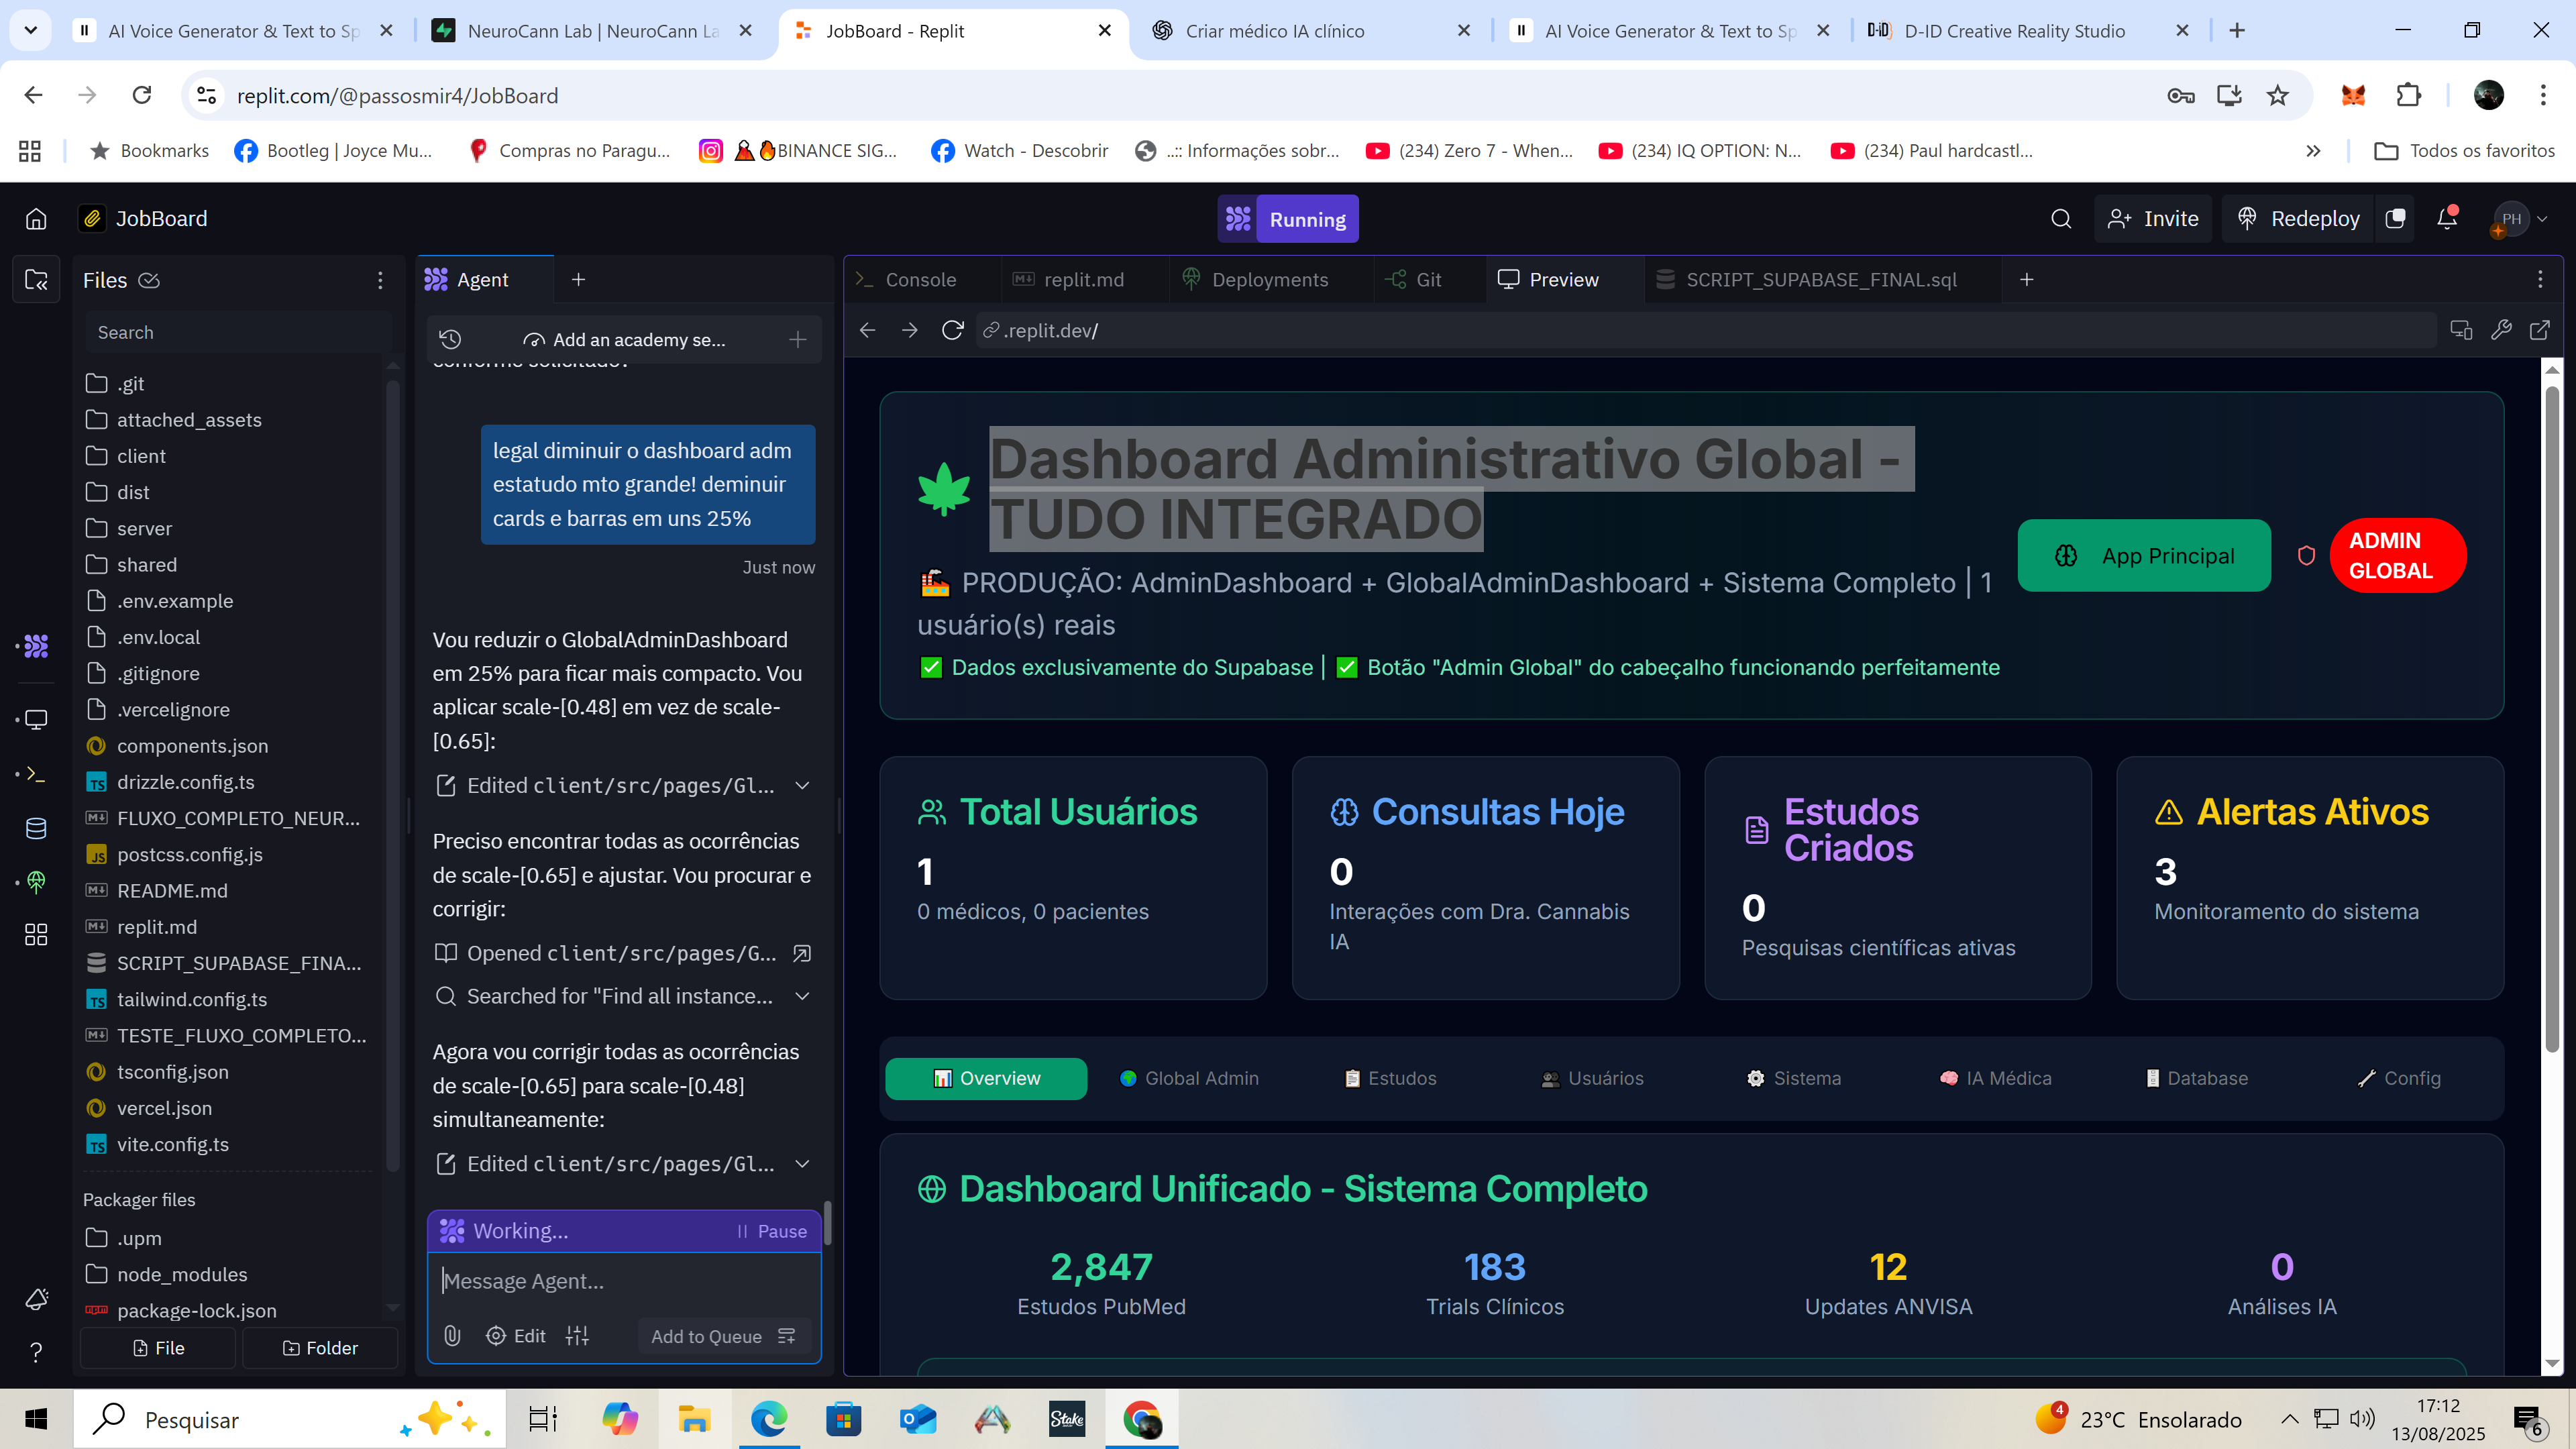 AI Voice Generator & Text to Sp
NeuroCann Lab | NeuroCann La
JobBoard - Replit
Criar médico IA clínico
AI Voice Generator & Text to Sp
D-ID D-ID Creative Reality Studio
replit.com/@passosmir4/JobBoard
Bookmarks
Bootleg | Joyce Mu...
Compras no Paragu...
BINANCE SIG...
Watch - Descobrir
..:: Informações sobr...
(234) Zero 7 - When...
(234) IQ OPTION: N...
(234) Paul hardcastl...
Todos os favoritos
JobBoard
Running
Invite
Redeploy
PH
Files
Search
.git
attached_assets
client
dist
server
shared
.env.example
.env.local
.gitignore
.vercelignore
components.json
TS drizzle.config.ts
FLUXO_COMPLETO_NEUR...
JS postcss.config.js
README.md
replit.md
SCRIPT_SUPABASE_FINA...
TS tailwind.config.ts
TESTE_FLUXO_COMPLETO...
tsconfig.json
vercel.json
TS vite.config.ts
Packager files
.upm
node_modules
package-lock.json
File
Folder
Agent
Add an academy se...
conforme solicitado.
legal diminuir o dashboard adm
estatudo mto grande! deminuir
cards e barras em uns 25%
Just now
Vou reduzir o GlobalAdminDashboard
em 25% para ficar mais compacto. Vou
aplicar scale-[0.48] em vez de scale-
[0.65]:
Edited client/src/pages/Gl...
Preciso encontrar todas as ocorrências
de scale-[0.65] e ajustar. Vou procurar e
corrigir:
Opened client/src/pages/G...
Searched for "Find all instance...
Agora vou corrigir todas as ocorrências
de scale-[0.65] para scale-[0.48]
simultaneamente:
Edited client/src/pages/Gl...
Working...
Pause
Message Agent...
Edit
Add to Queue
Console
replit.md
Deployments
Git
Preview
SCRIPT_SUPABASE_FINAL.sql
.replit.dev/
Dashboard Administrativo Global -
TUDO INTEGRADO
PRODUÇÃO: AdminDashboard + GlobalAdminDashboard + Sistema Completo | 1
usuário(s) reais
Dados exclusivamente do Supabase | Botão "Admin Global" do cabeçalho funcionando perfeitamente
App Principal
ADMIN
GLOBAL
Total Usuários
1
0 médicos, 0 pacientes
Consultas Hoje
0
Interações com Dra. Cannabis
IA
Estudos
Criados
0
Pesquisas científicas ativas
Alertas Ativos
3
Monitoramento do sistema
Overview
Global Admin
Estudos
Usuários
Sistema
IA Médica
Database
Config
Dashboard Unificado - Sistema Completo
2,847
Estudos PubMed
183
Trials Clínicos
12
Updates ANVISA
0
Análises IA
Pesquisar
Stake
4
23°C Ensolarado
17:12
13/08/2025
6